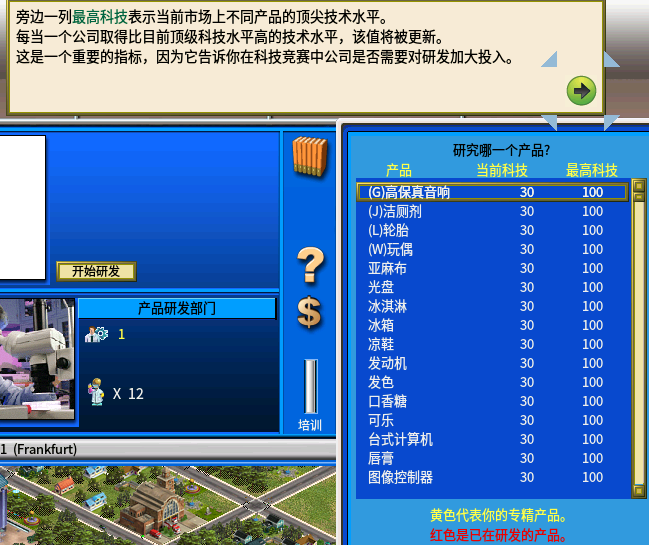 旁边一列最高科技表示当前市场上不同产品的顶尖技术水平。
每当一个公司取得比目前顶级科技水平高的技术水平，该值将被更新。
这是一个重要的指标，因为它告诉你在科技竞赛中公司是否需要对研发加大投入。
研究哪一个产品?
产品 当前科技 最高科技
(G)高保真音响 30 100
(J)洁厕剂 30 100
(L)轮胎 30 100
(W)玩偶 30 100
亚麻布 30 100
光盘 30 100
冰淇淋 30 100
冰箱 30 100
凉鞋 30 100
发动机 30 100
发色 30 100
口香糖 30 100
可乐 30 100
台式计算机 30 100
唇膏 30 100
图像控制器 30 100
黄色代表你的专精产品。
红色是已在研发的产品。
开始研发
产品研发部门
1
X 12
培训
1 (Frankfurt)